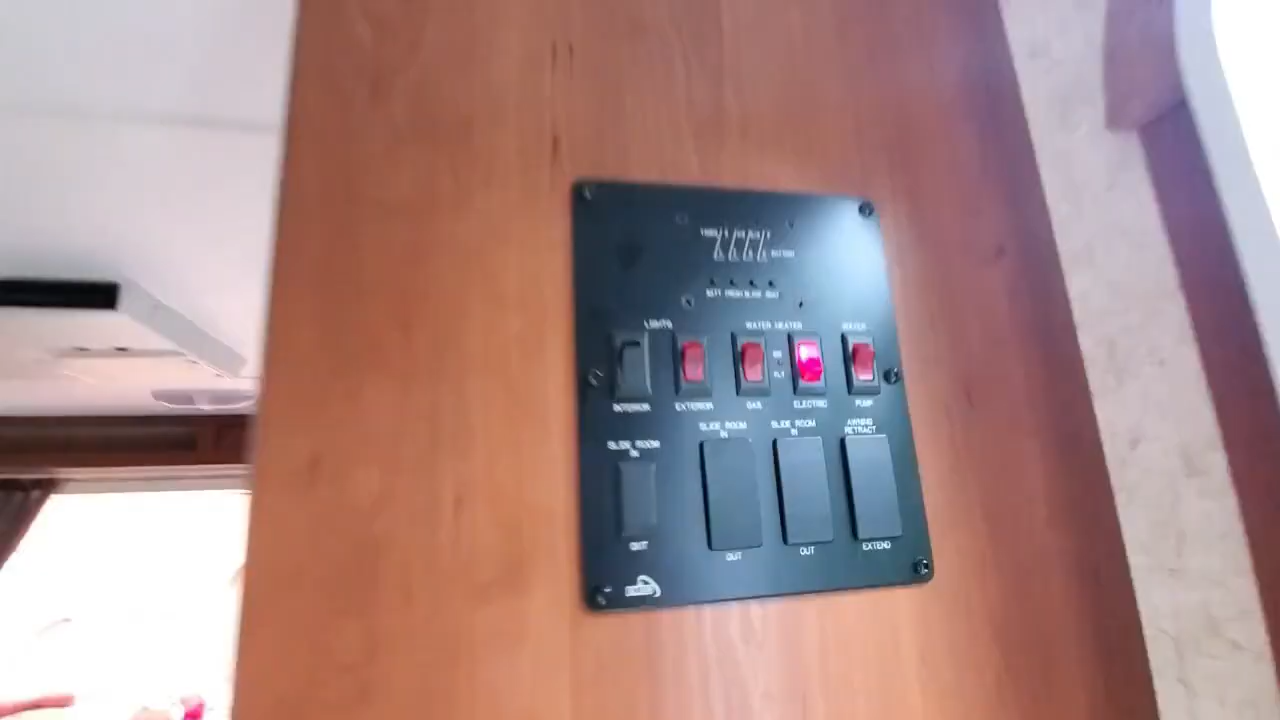 LIGHTS
WATER HEATER
WATER
INTERIOR
EXTERIOR
GAS
ELECTRIC
PUMP
SLIDE ROOM
IN
SLIDE ROOM
IN
SLIDE ROOM
IN
AWNING
RETRACT
OUT
OUT
OUT
EXTEND